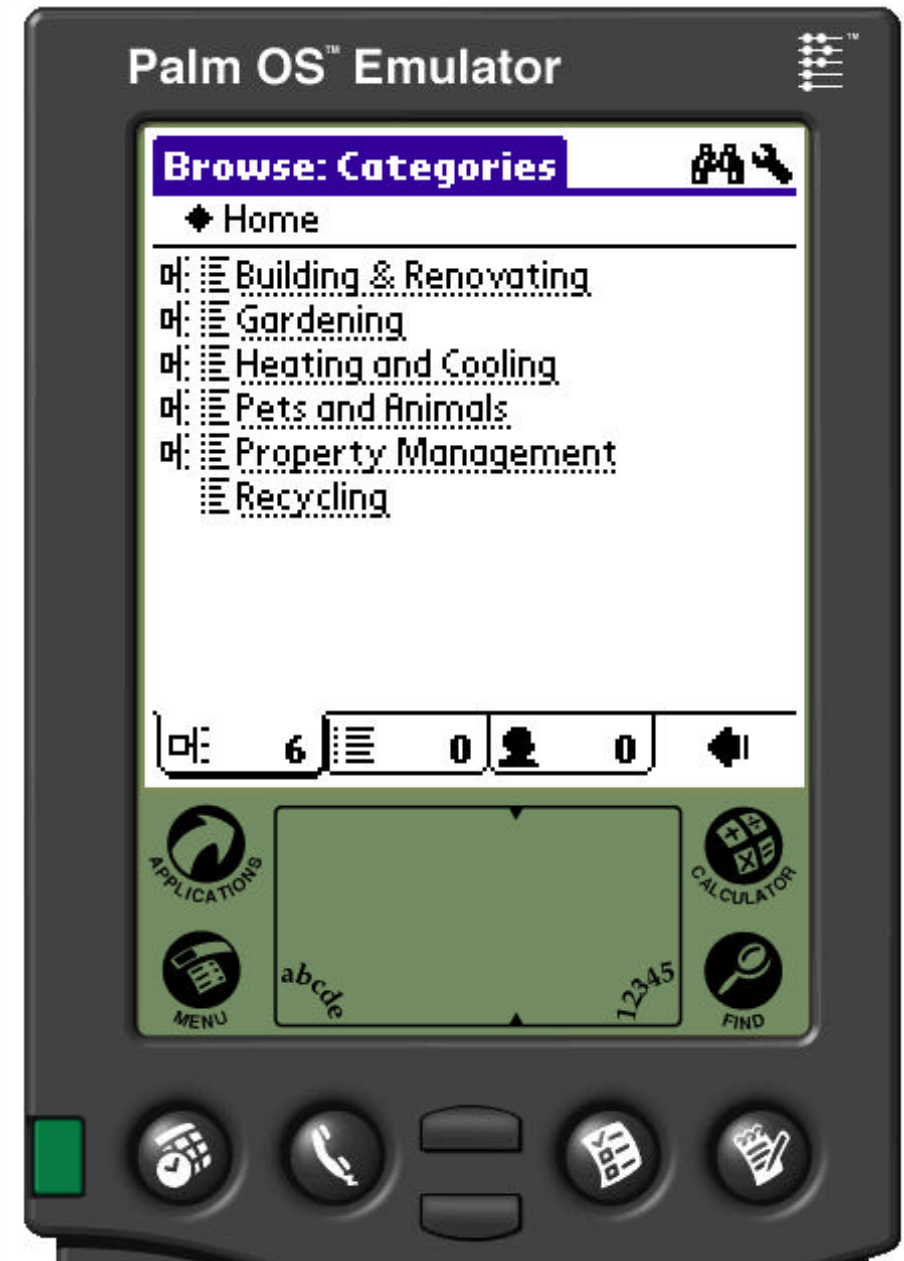 Palm OS™ Emulator
™
Browse: Categories
Home
Building & Renovating
Gardening
Heating and Cooling
Pets and Animals
Property Management
Recycling
6 0 0
APPLICATIONS
CALCULATOR
MENU
abcde
12345
FIND